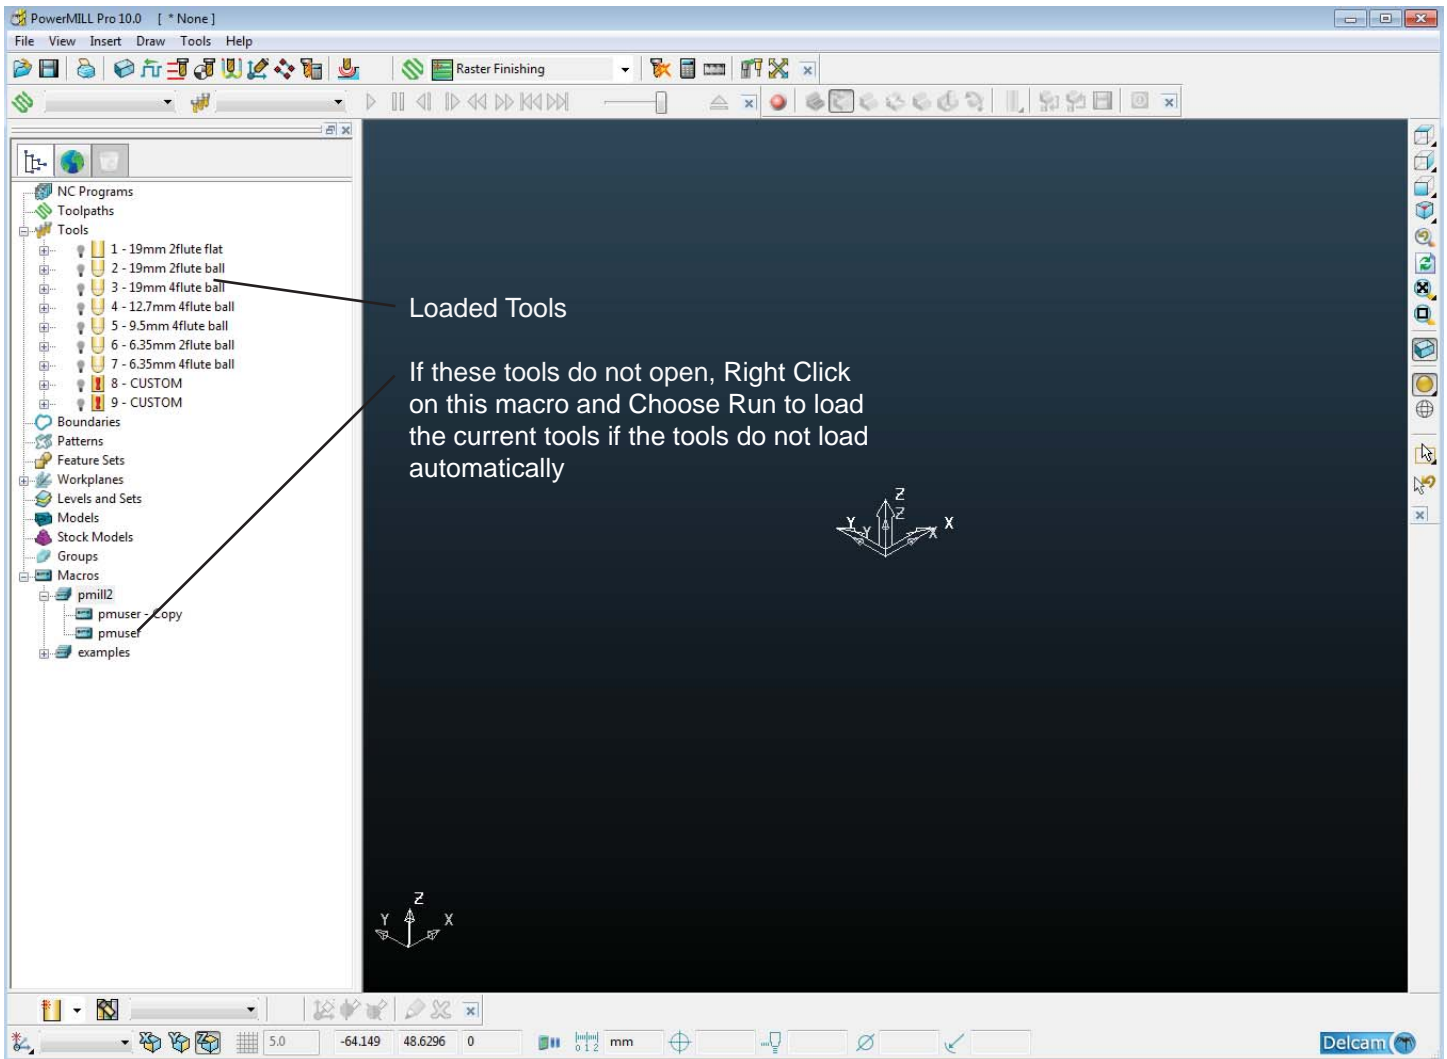 PowerMILL Pro 10.0    [ * None ]
File View Insert Draw Tools Help
Raster Finishing
NC Programs
Toolpaths
Tools
1 - 19mm 2flute flat
2 - 19mm 2flute ball
3 - 19mm 4flute ball
4 - 12.7mm 4flute ball
5 - 9.5mm 4flute ball
6 - 6.35mm 2flute ball
7 - 6.35mm 4flute ball
8 - CUSTOM
9 - CUSTOM
Boundaries
Patterns
Feature Sets
Workplanes
Levels and Sets
Models
Stock Models
Groups
Macros
pmill2
pmuser - Copy
pmuser
examples
Loaded Tools
If these tools do not open, Right Click
on this macro and Choose Run to load
the current tools if the tools do not load
automatically
Z
Z
Y
Y
X
X
Z
Y
X
5.0
-64.149 48.6296 0
0 1 2
mm
Delcam